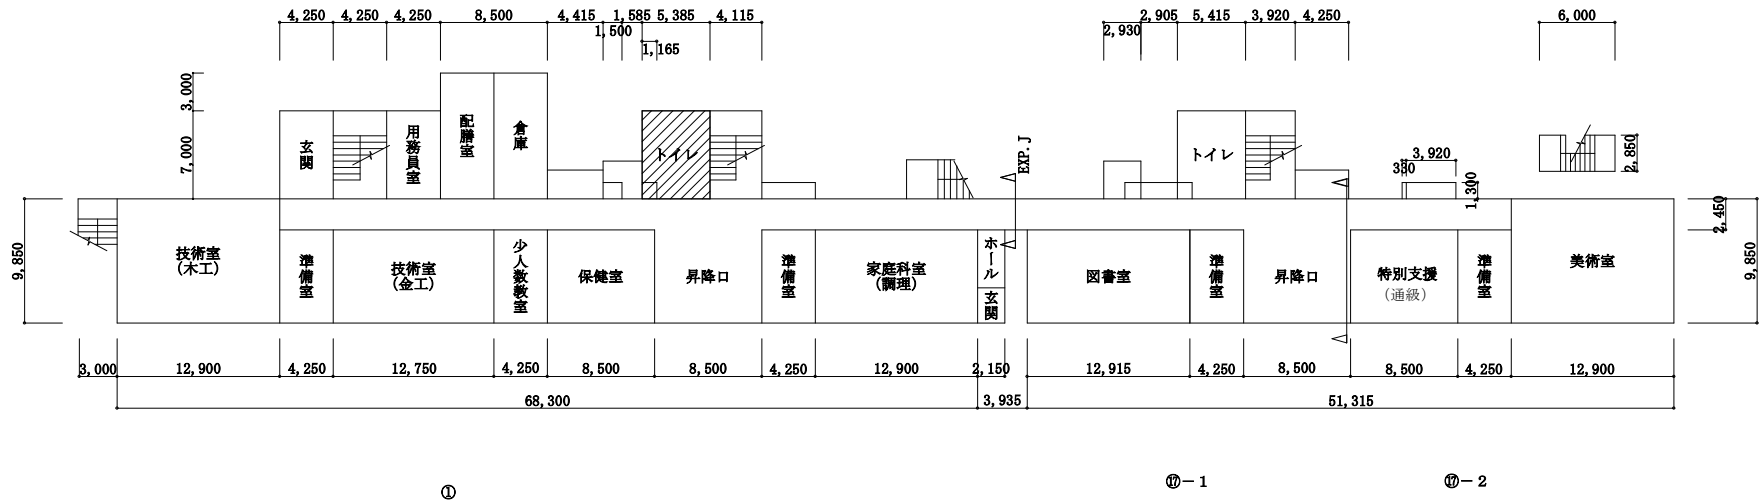 4,250 4,250 4,250 8,500 4,415 1,585 5,385 4,115 2,905 5,415 3,920 4,250 6,000
1,500 2,930
1,165
3,000
7,000
玄関
用務員室
配膳室
倉庫
トイレ
EXP.J
トイレ
3,920
350
1,300
2,850
9,850
技術室
(木工)
準備室
技術室
(金工)
少人数教室
保健室
昇降口
準備室
家庭科室
(調理)
ホール
玄関
図書室
準備室
昇降口
特別支援
(通級)
準備室
美術室
2,450
9,850
3,000 12,900 4,250 12,750 4,250 8,500 8,500 4,250 12,900 2,150 12,915 4,250 8,500 8,500 4,250 12,900
68,300 3,935 51,315
① ⑰-1 ⑰-2